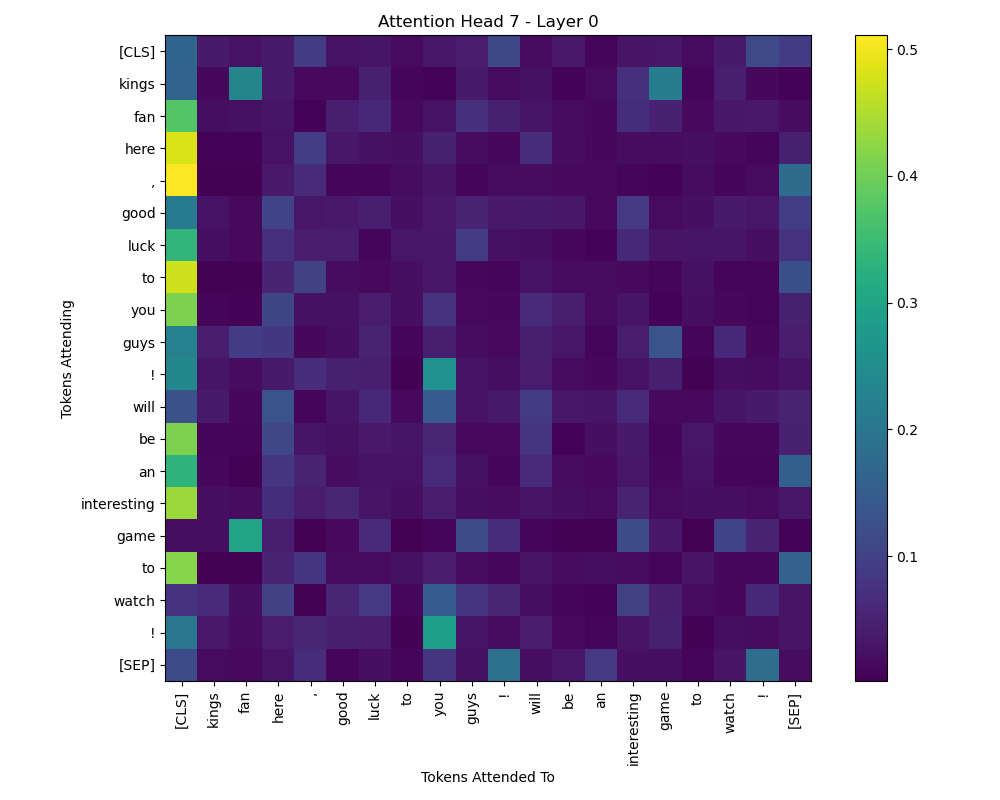 Attention Head 7 - Layer 0
Tokens Attending
[CLS]
kings
fan
here
,
good
luck
to
you
guys
!
will
be
an
interesting
game
to
watch
!
[SEP]
[CLS]
kings
fan
here
,
good
luck
to
you
guys
!
will
be
an
interesting
game
to
watch
!
[SEP]
Tokens Attended To
0.5
0.4
0.3
0.2
0.1